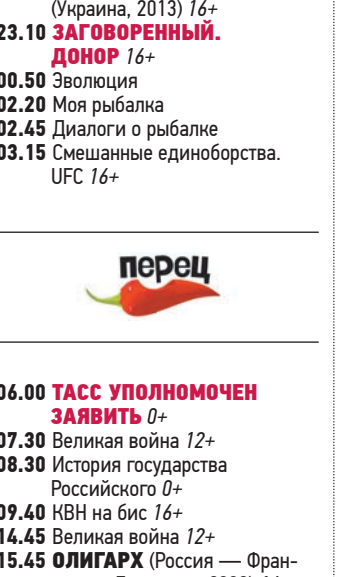 (Украина, 2013) 16+
23.10 ЗАГОВОРЕННЫЙ.
ДОНОР 16+
00.50 Эволюция
02.20 Моя рыбалка
02.45 Диалоги о рыбалке
03.15 Смешанные единоборства.
UFC 16+
перец
06.00 ТАСС УПОЛНОМОЧЕН
ЗАЯВИТЬ 0+
07.30 Великая война 12+
08.30 История государства
Российского 0+
09.40 КВН на бис 16+
14.45 Великая война 12+
15.45 ОЛИГАРХ (Россия — Фран-